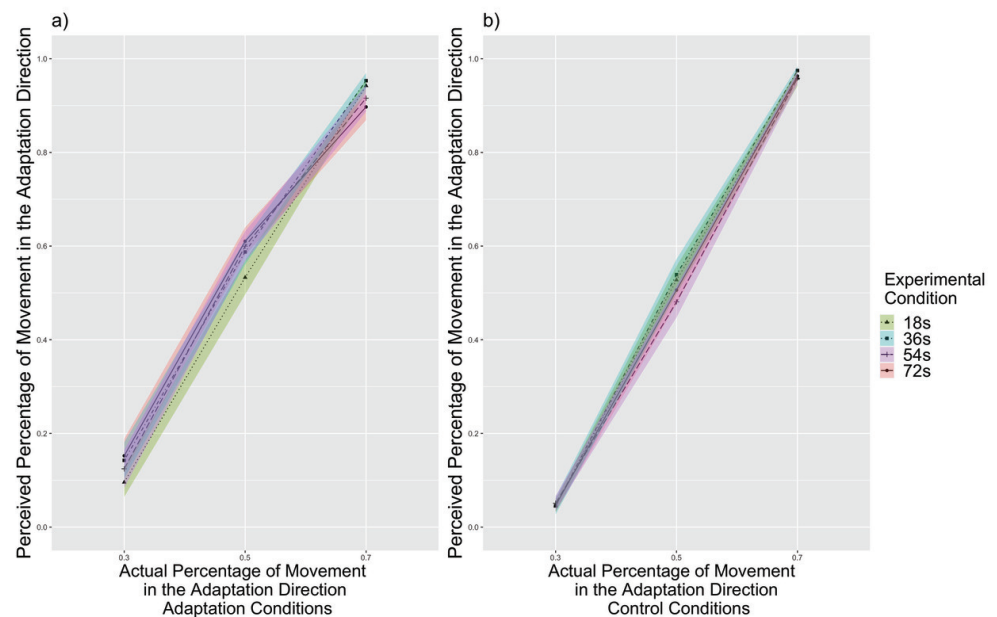 a)
Perceived Percentage of Movement in the Adaptation Direction
1.0
0.8
0.6
0.4
0.2
0.0
0.3
0.5
0.7
Actual Percentage of Movement
in the Adaptation Direction
Adaptation Conditions
b)
Perceived Percentage of Movement in the Adaptation Direction
1.0
0.8
0.6
0.4
0.2
0.0
0.3
0.5
0.7
Actual Percentage of Movement
in the Adaptation Direction
Control Conditions
Experimental
Condition
18s
36s
54s
72s